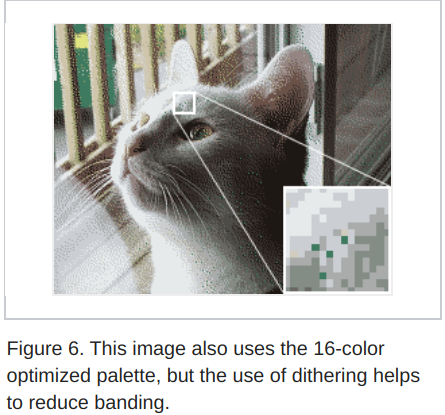 Figure 6. This image also uses the 16-color
optimized palette, but the use of dithering helps
to reduce banding.